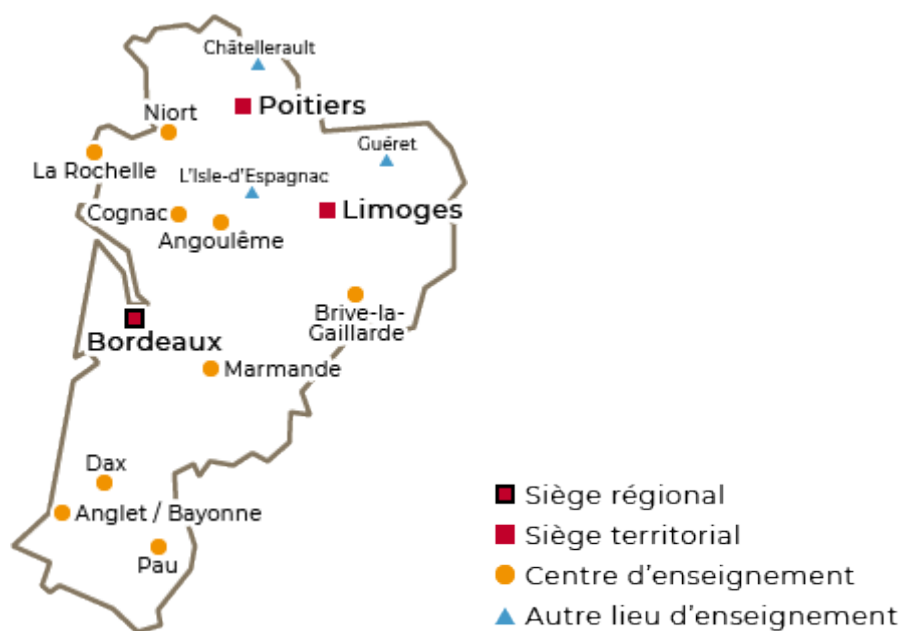 Châtellerault
Poitiers
Niort
Guéret
La Rochelle
L'Isle-d'Espagnac
Cognac
Limoges
Angoulême
Brive-la-
Gaillarde
Bordeaux
Marmande
Dax
Anglet / Bayonne
Pau
Siège régional
Siège territorial
Centre d'enseignement
Autre lieu d'enseignement